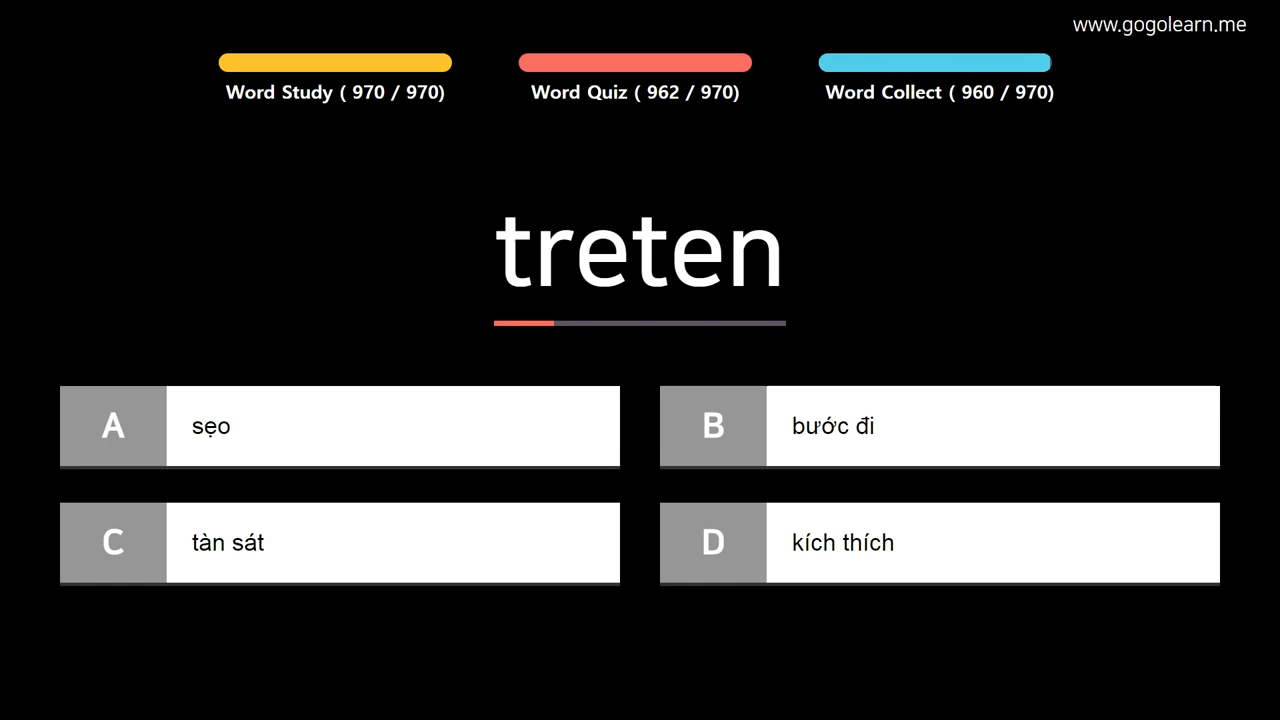 www.gogolearn.me
Word Study ( 970 / 970)
Word Quiz ( 962 / 970)
Word Collect ( 960 / 970)
treten
A
sẹo
B
bước đi
C
tàn sát
D
kích thích